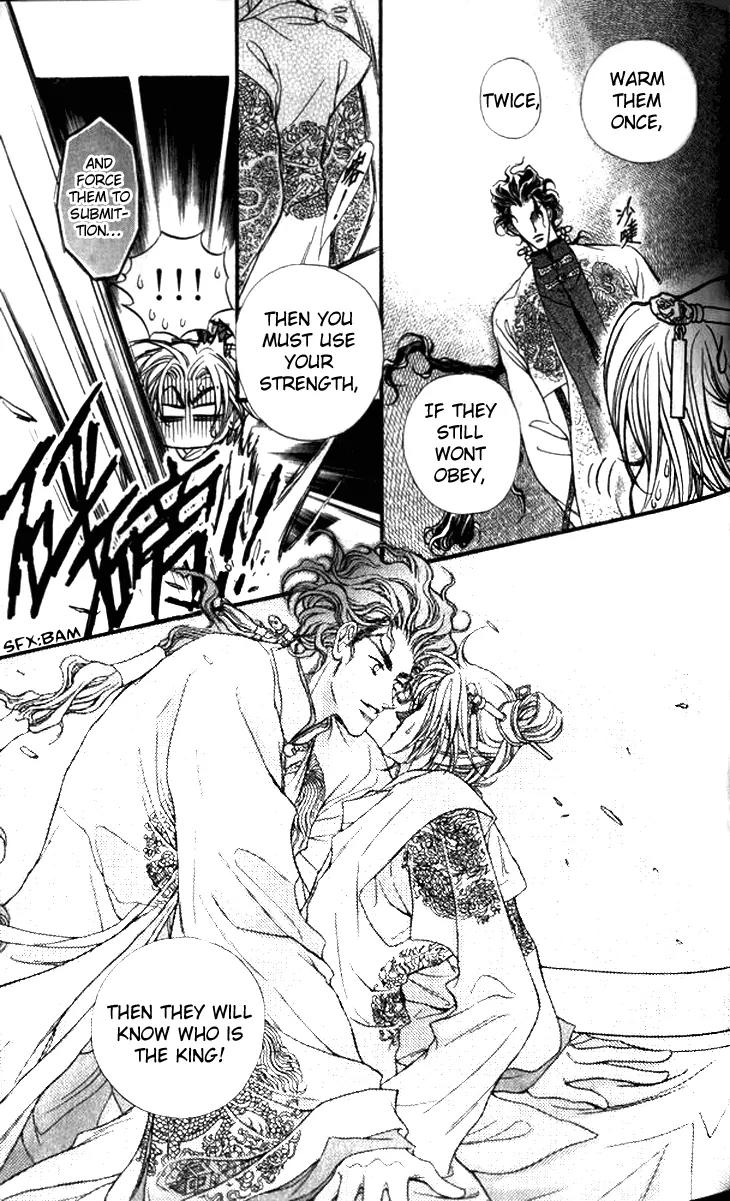 WARM
THEM
ONCE,
TWICE,
沙
IF THEY
STILL
WONT
OBEY,
THEN YOU
MUST USE
YOUR
STRENGTH,
AND
FORCE
THEM TO
SUBMIT-
TION...
!!!
!!
SFX:BAM
THEN THEY WILL
KNOW WHO IS
THE KING!